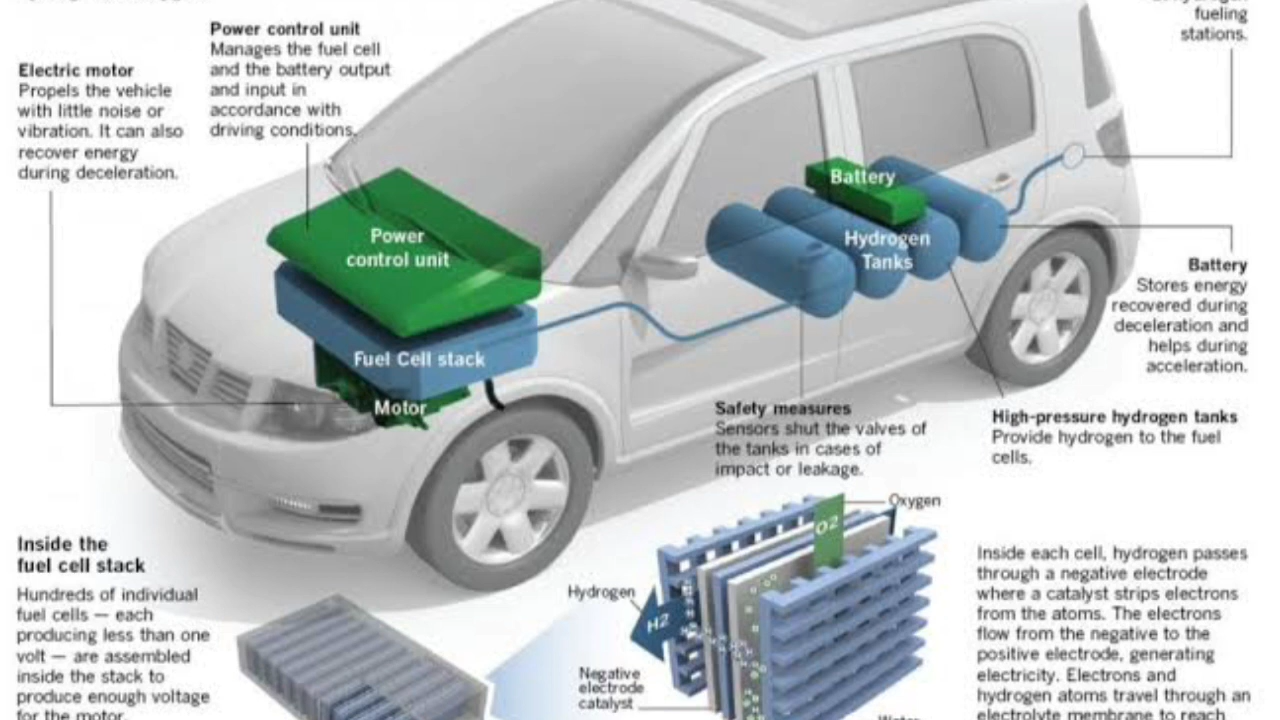 Power control unit
Manages the fuel cell
and the battery output
and input in
accordance with
driving conditions.
Electric motor
Propels the vehicle
with little noise or
vibration. It can also
recover energy
during deceleration.
fueling
stations.
Battery
Power
control unit
Hydrogen
Tanks
Fuel Cell stack
Motor
Battery
Stores energy
recovered during
deceleration and
helps during
acceleration.
Safety measures
Sensors shut the valves of
the tanks in cases of
impact or leakage.
High-pressure hydrogen tanks
Provide hydrogen to the fuel
cells.
Inside the
fuel cell stack
Hundreds of individual
fuel cells — each
producing less than one
volt — are assembled
inside the stack to
produce enough voltage
for the motor.
Oxygen
O2
Hydrogen
H2
Negative
electrode
catalyst
Water
Inside each cell, hydrogen passes
through a negative electrode
where a catalyst strips electrons
from the atoms. The electrons
flow from the negative to the
positive electrode, generating
electricity. Electrons and
hydrogen atoms travel through an
electrolyte membrane to reach